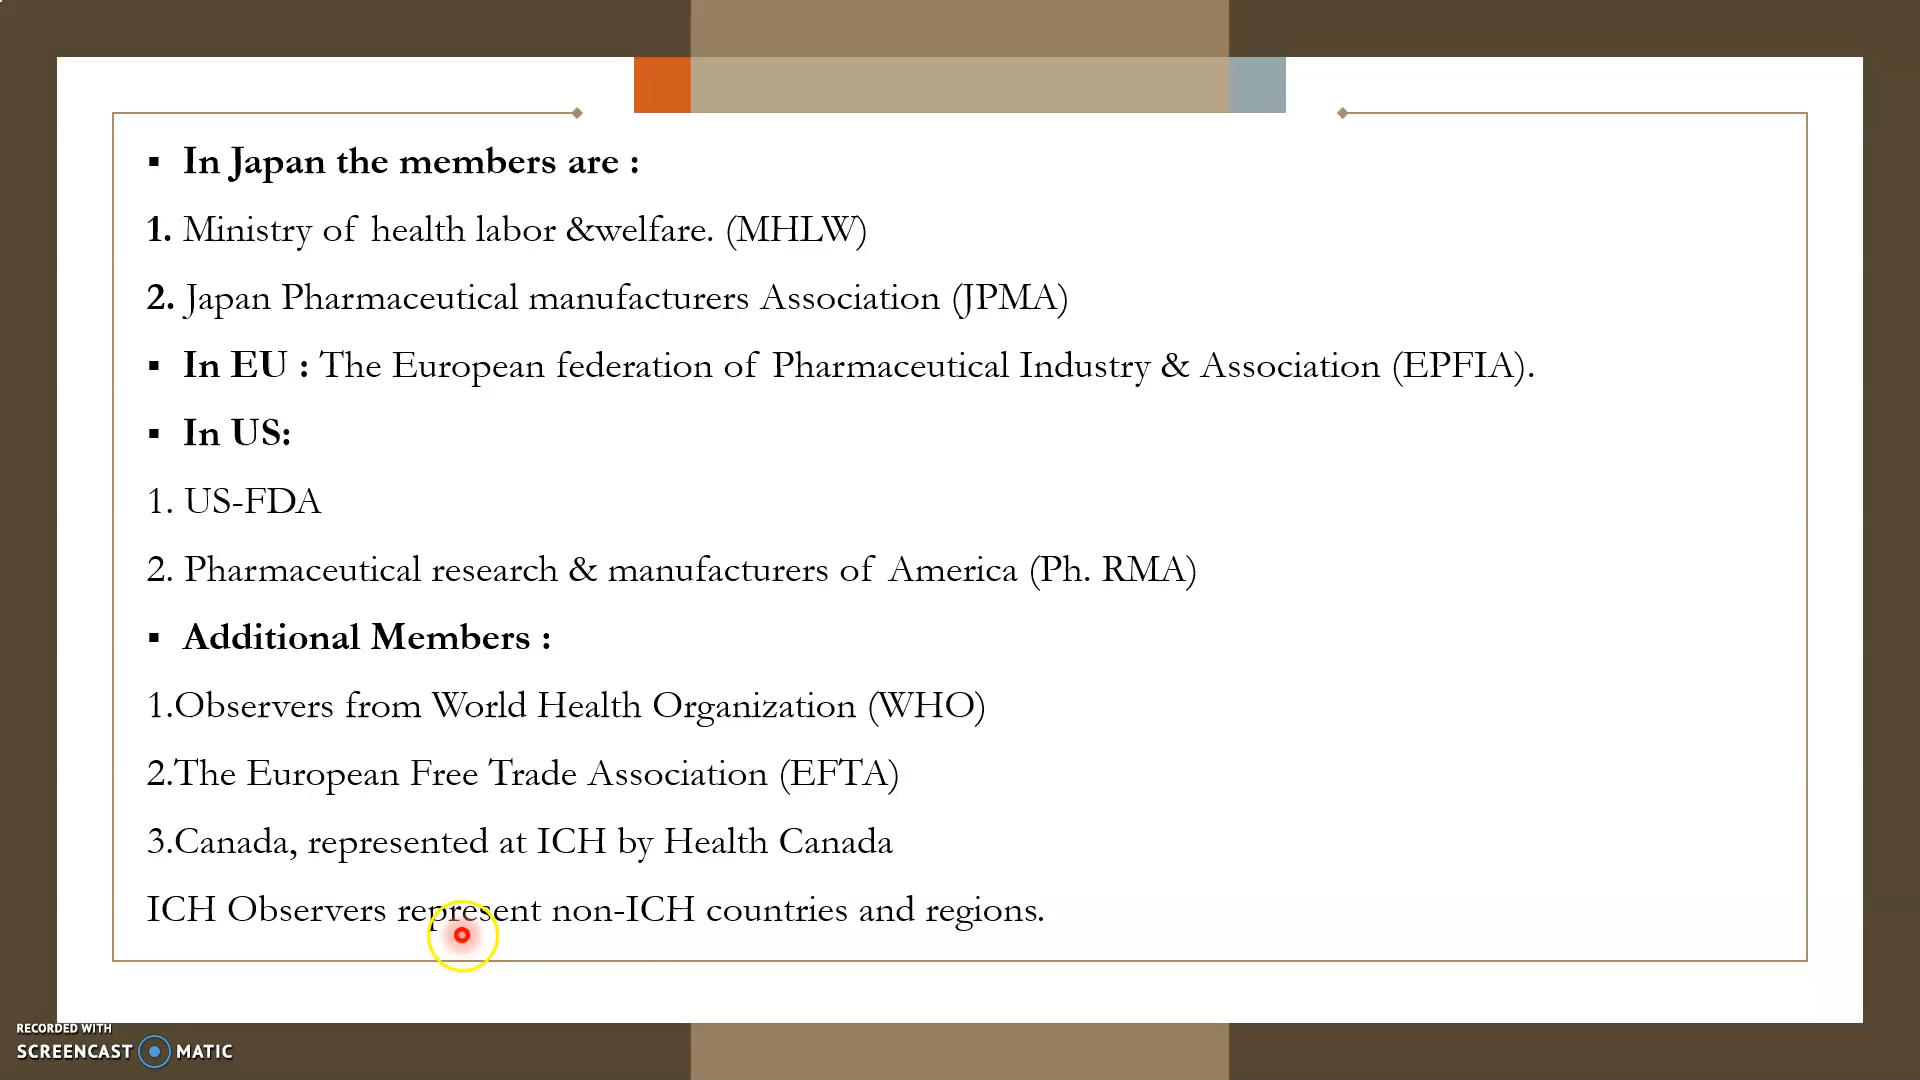 ▪ In Japan the members are :
1. Ministry of health labor &welfare. (MHLW)
2. Japan Pharmaceutical manufacturers Association (JPMA)
▪ In EU : The European federation of Pharmaceutical Industry & Association (EPFIA).
▪ In US:
1. US-FDA
2. Pharmaceutical research & manufacturers of America (Ph. RMA)
▪ Additional Members :
1.Observers from World Health Organization (WHO)
2.The European Free Trade Association (EFTA)
3.Canada, represented at ICH by Health Canada
ICH Observers represent non-ICH countries and regions.
RECORDED WITH
SCREENCAST MATIC